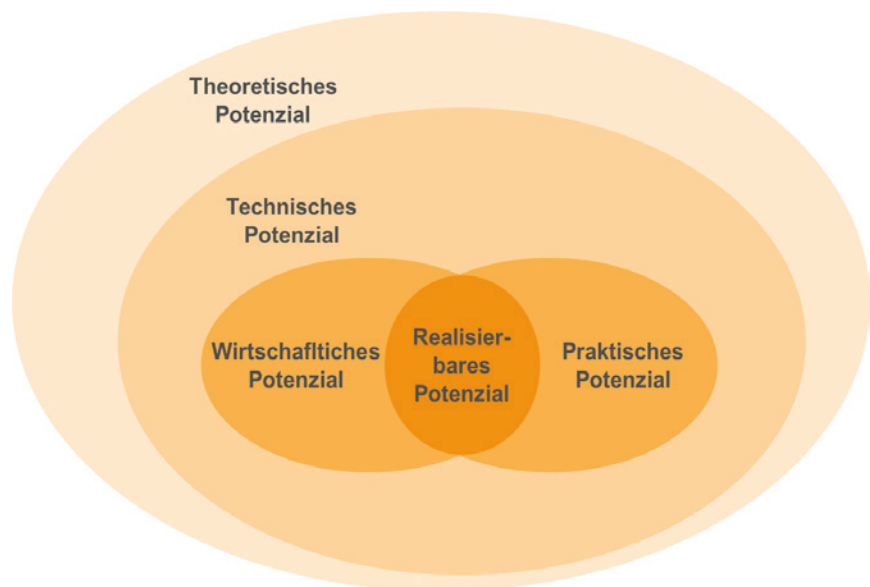 Theoretisches
Potenzial
Technisches
Potenzial
Wirtschafltiches
Potenzial
Realisier-
bares
Potenzial
Praktisches
Potenzial